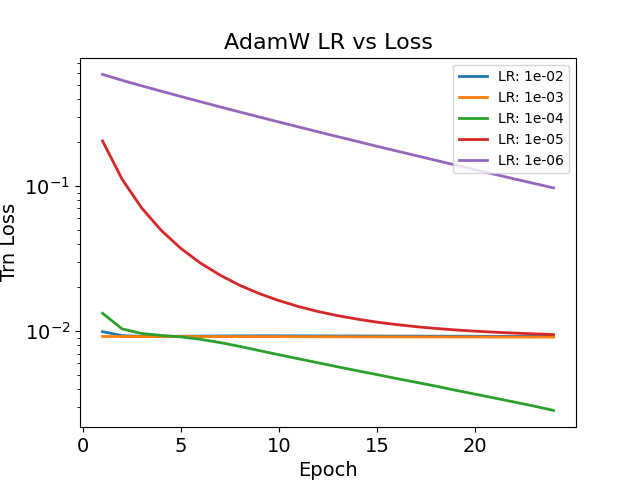 AdamW LR vs Loss
LR: 1e-02
LR: 1e-03
LR: 1e-04
LR: 1e-05
LR: 1e-06
10⁻¹
10⁻²
Trn Loss
0 5 10 15 20
Epoch